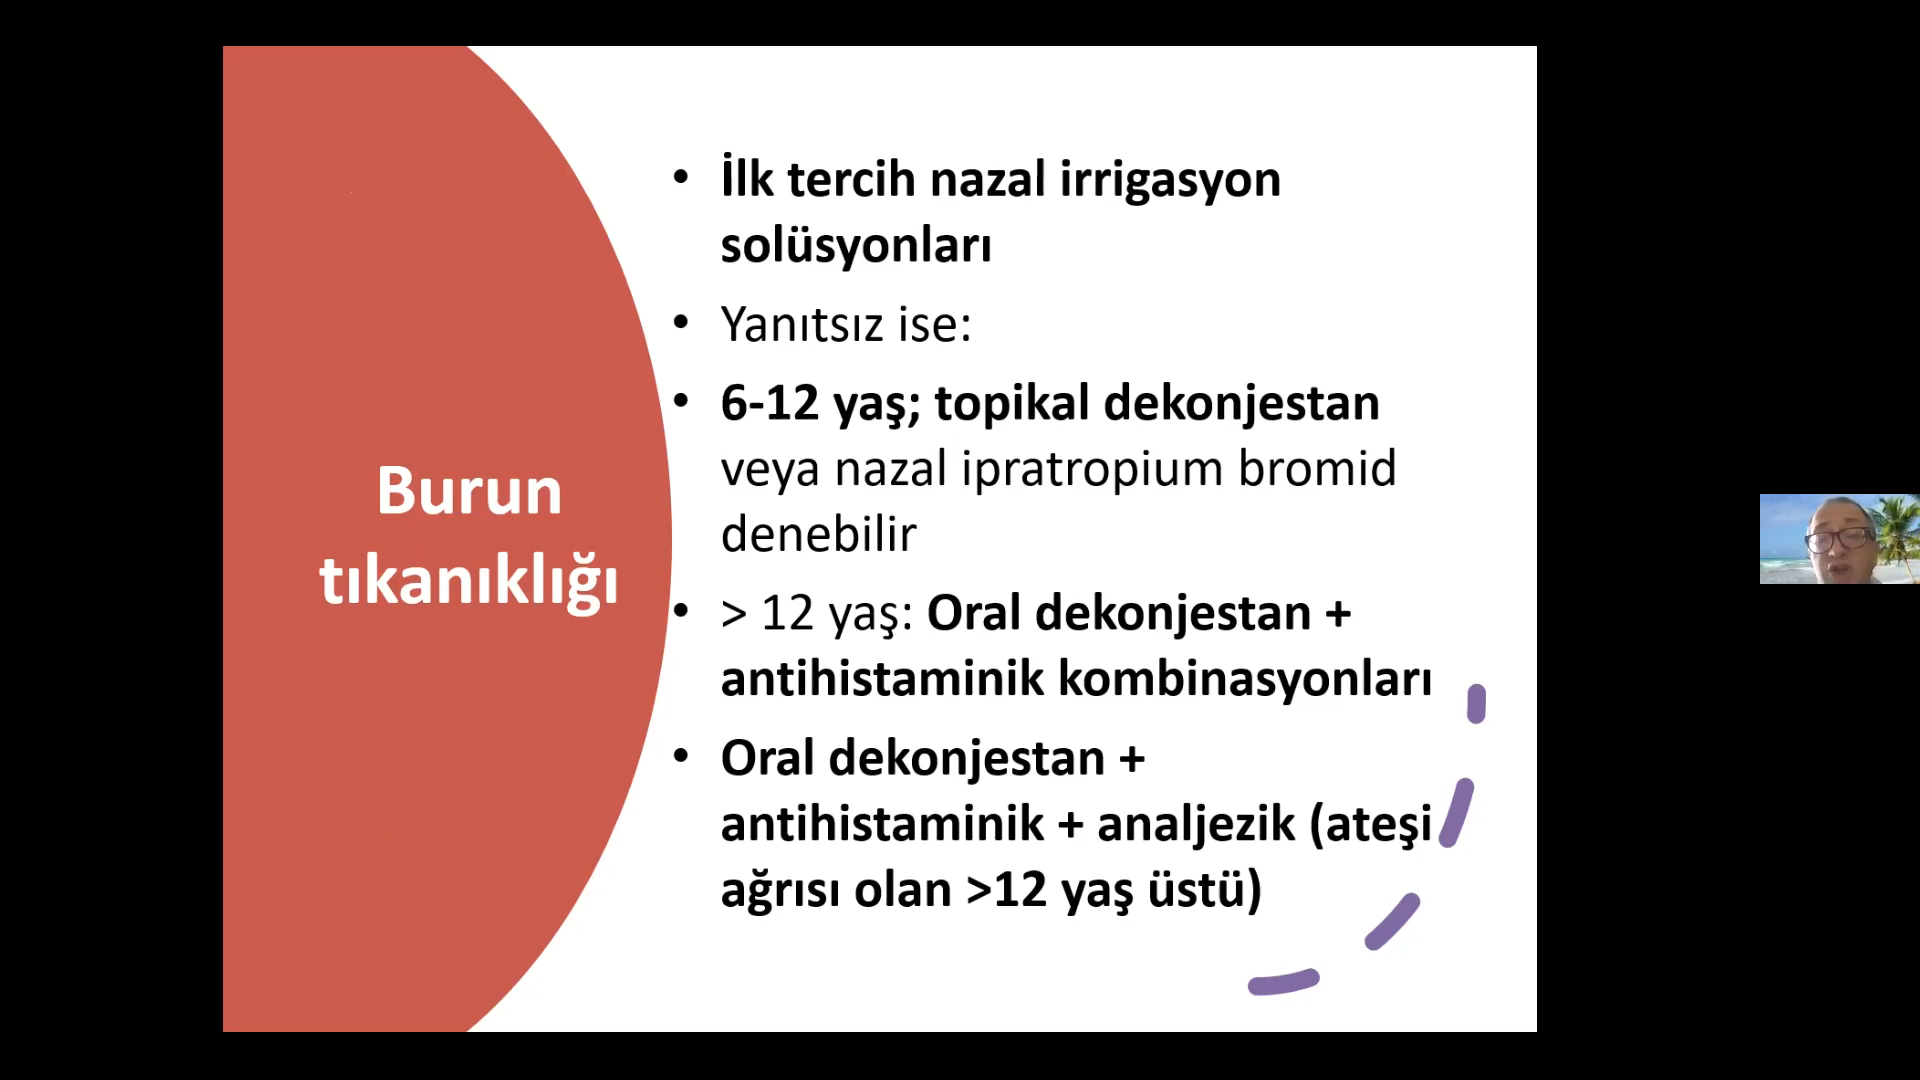 Burun
tıkanıklığı
• İlk tercih nazal irrigasyon
solüsyonları
• Yanıtsız ise:
• 6-12 yaş; topikal dekonjestan
veya nazal ipratropium bromid
denebilir
• > 12 yaş: Oral dekonjestan +
antihistaminik kombinasyonları
• Oral dekonjestan +
antihistaminik + analjezik (ateşi
ağrısı olan >12 yaş üstü)